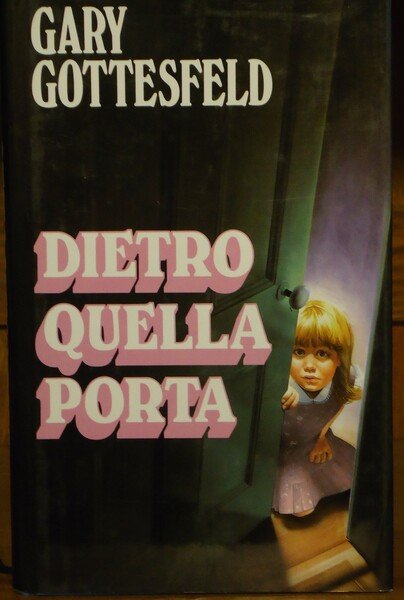 GARY
GOTTESFELD
DIETRO
QUELLA
PORTA